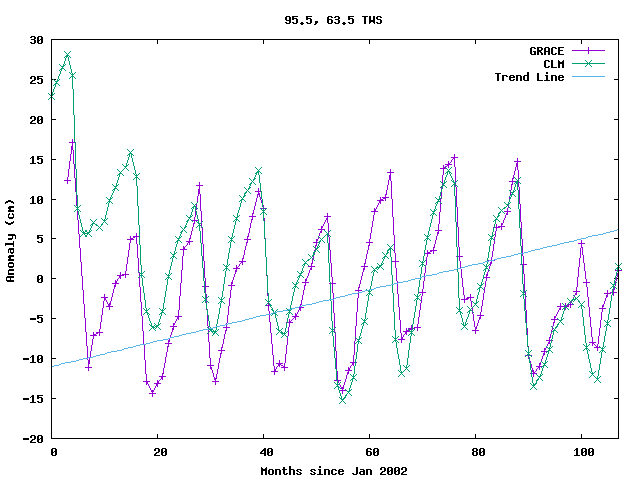 95.5, 63.5 TWS
GRACE
CLM
Trend Line
30
25
20
15
10
5
0
-5
-10
-15
-20
Anomaly (cm)
0 20 40 60 80 100
Months since Jan 2002